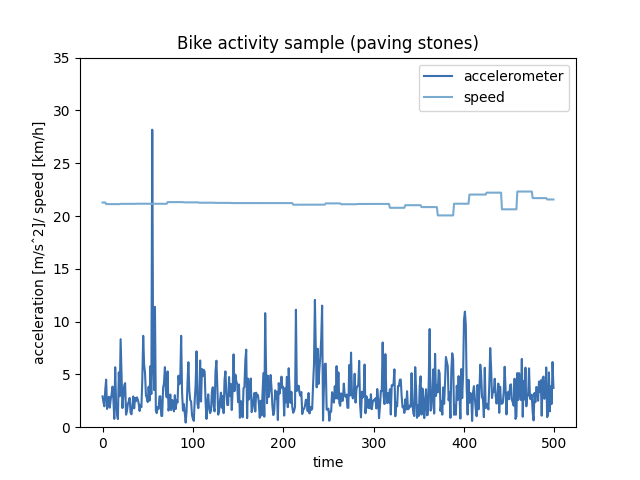 Bike activity sample (paving stones)
accelerometer
speed
acceleration [m/s^2]/ speed [km/h]
35
30
25
20
15
10
5
0
0 100 200 300 400 500
time